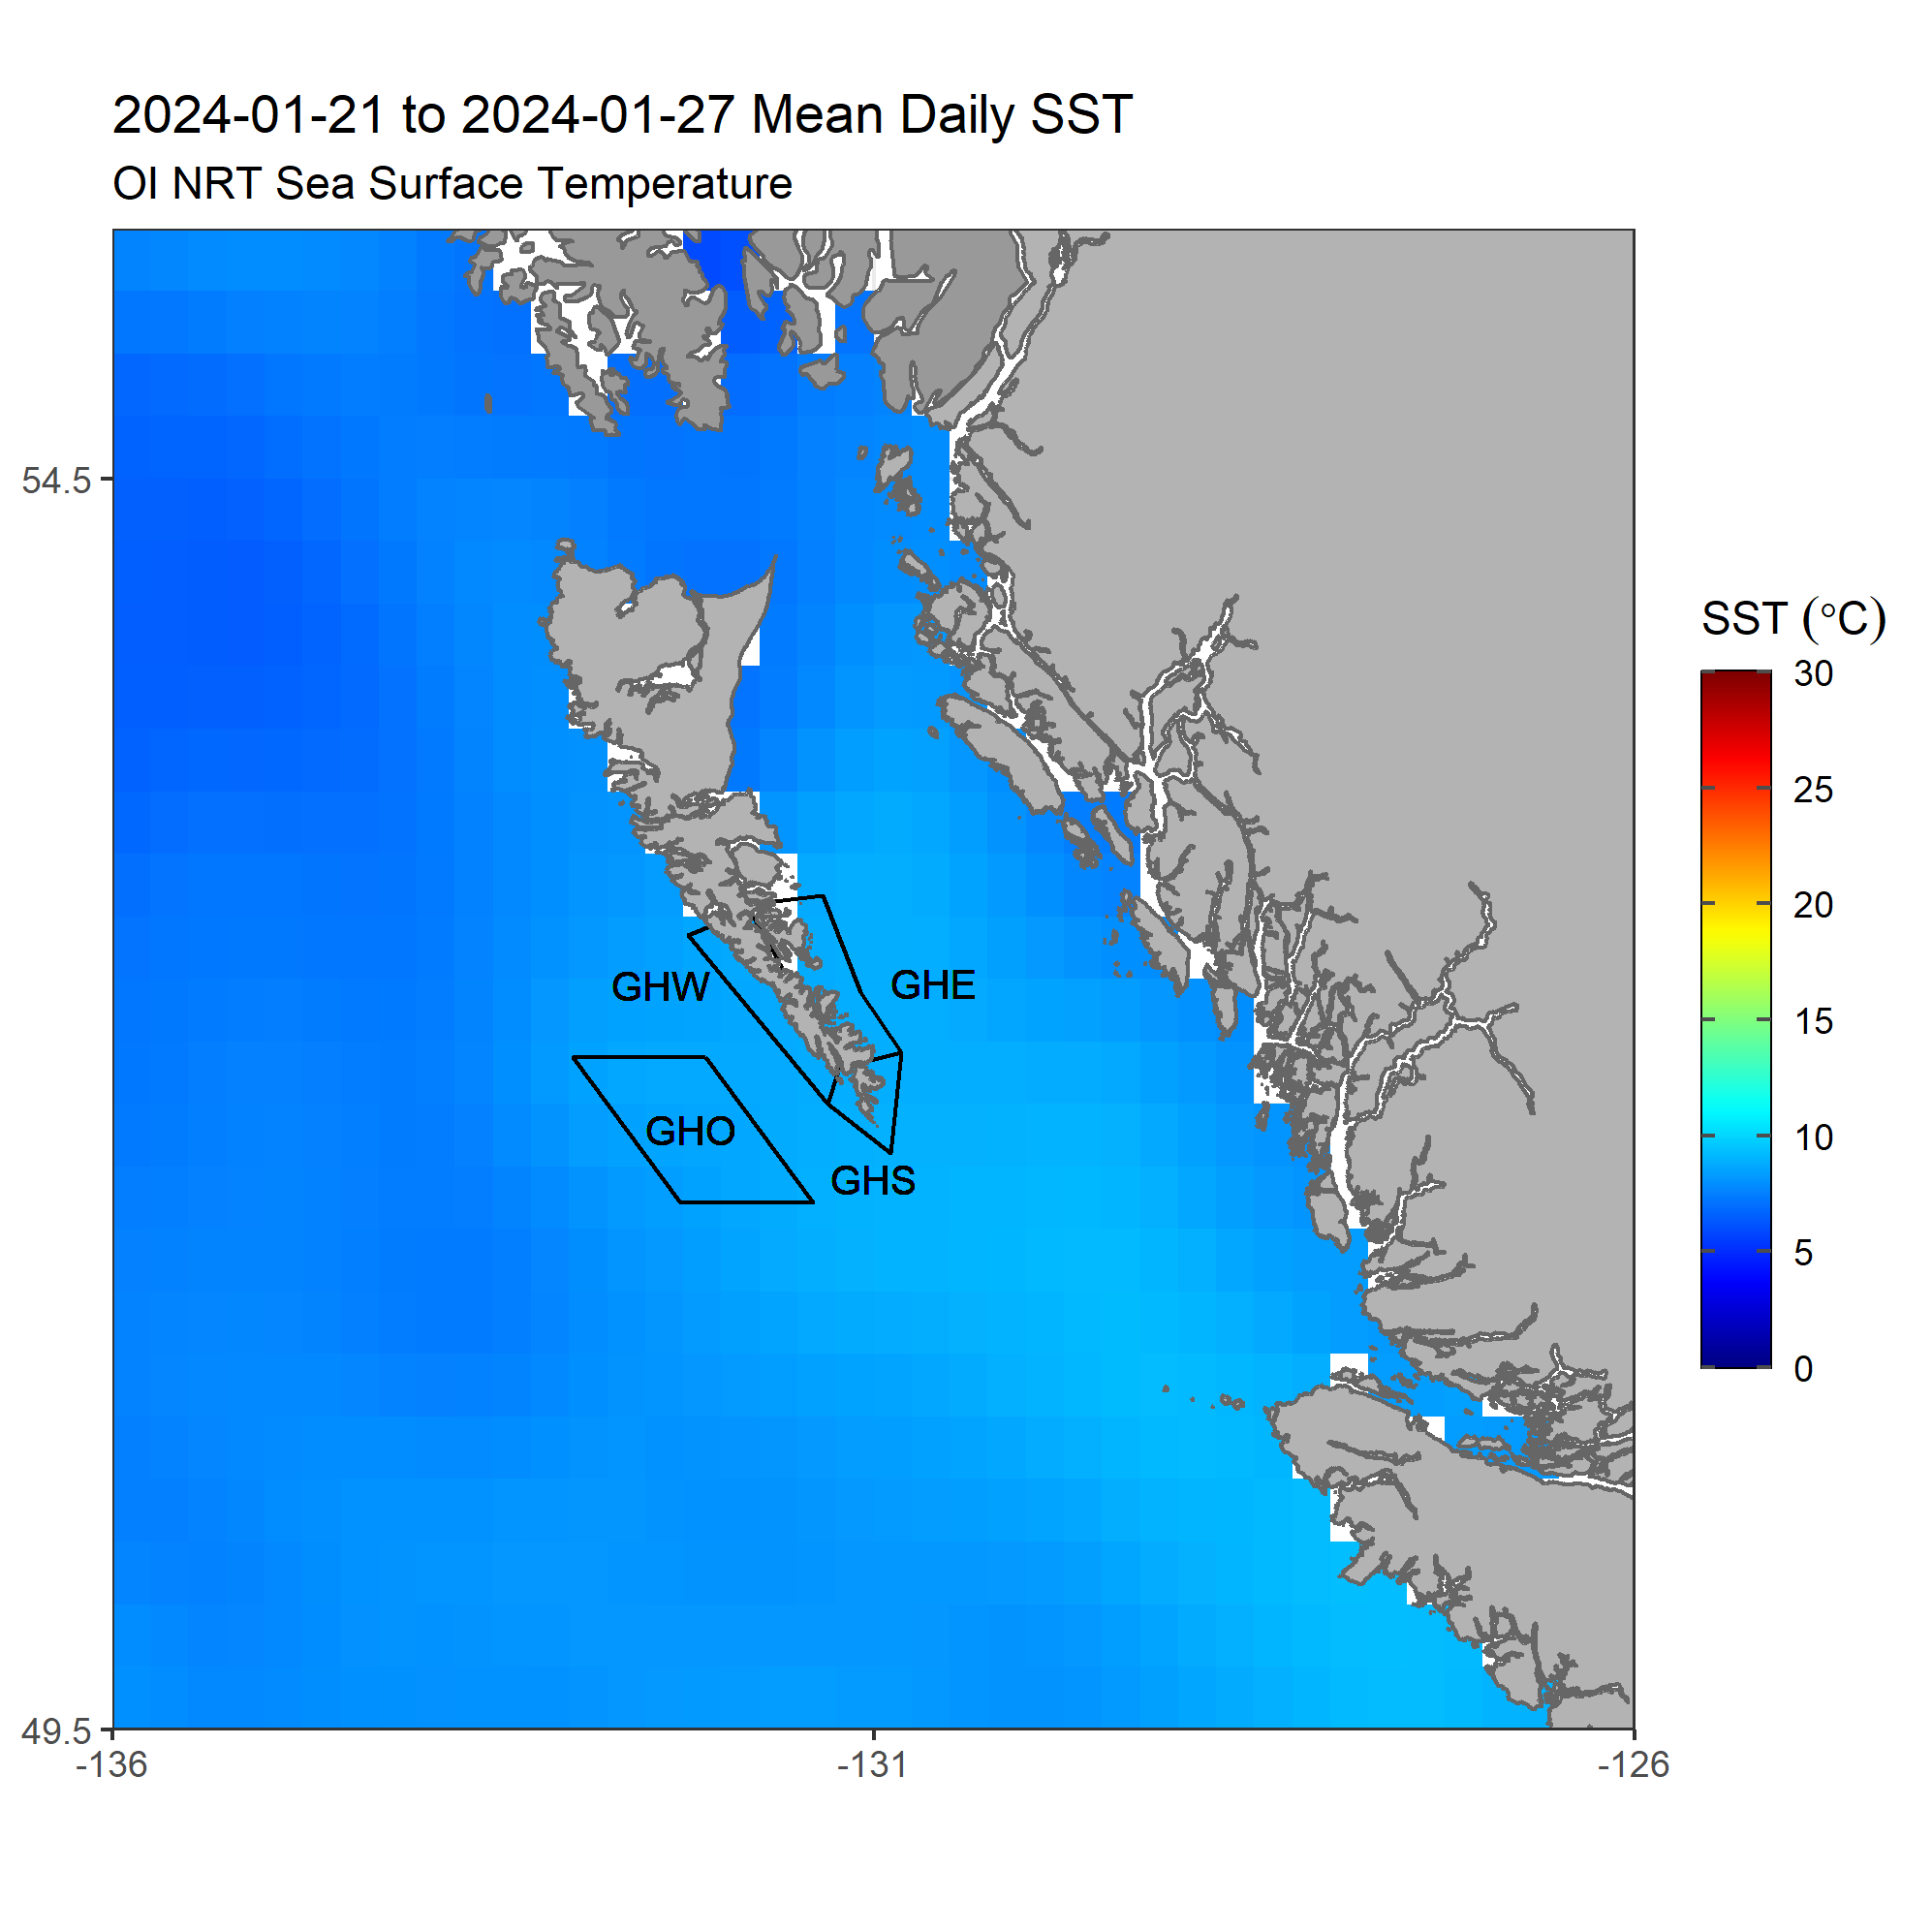 2024-01-21 to 2024-01-27 Mean Daily SST
OI NRT Sea Surface Temperature
54.5
49.5
-136
-131
-126
GHW
GHE
GHO
GHS
SST (°C)
30
25
20
15
10
5
0